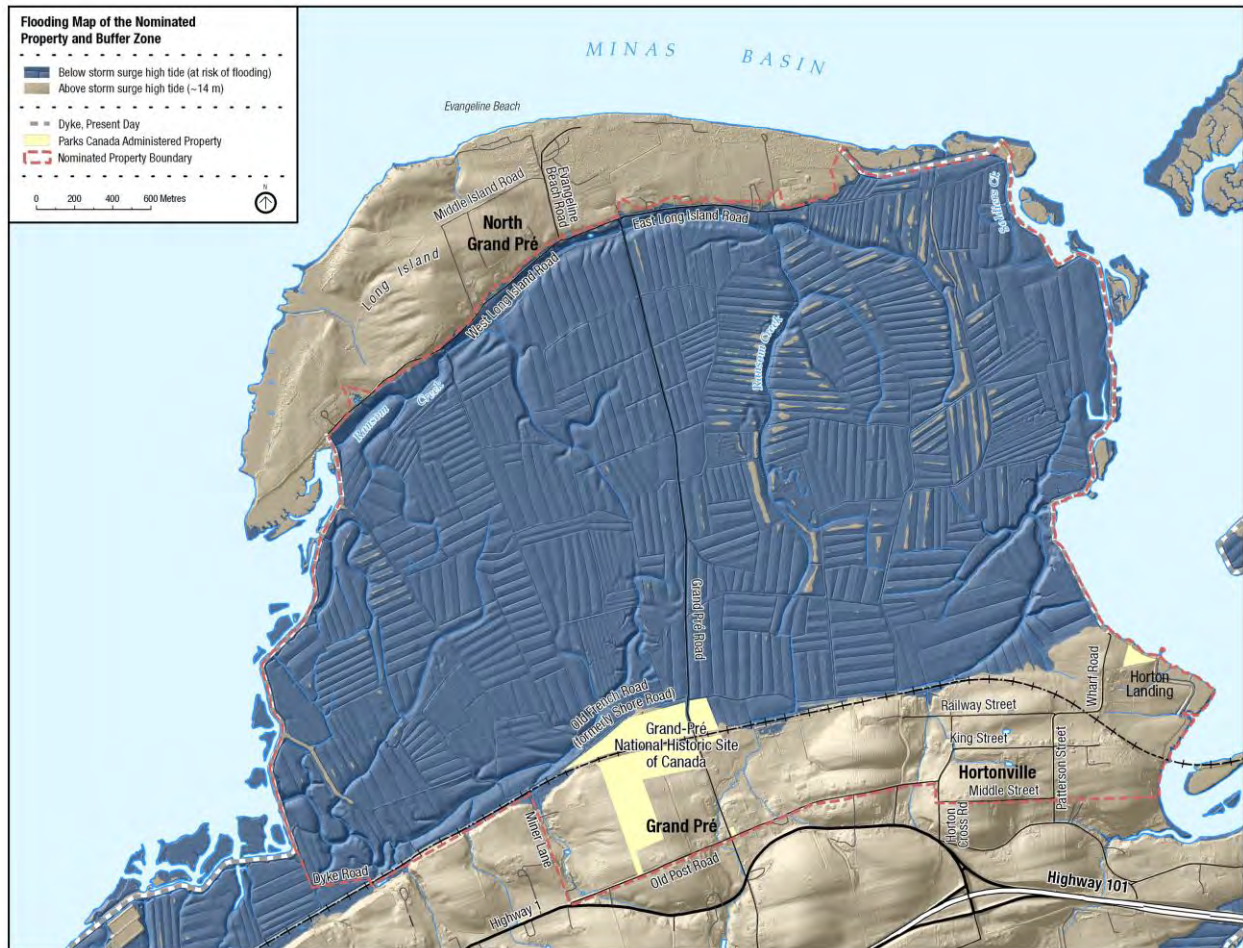 Flooding Map of the Nominated
Property and Buffer Zone
Below storm surge high tide (at risk of flooding)
Above storm surge high tide (~14 m)
Dyke, Present Day
Parks Canada Administered Property
Nominated Property Boundary
0 200 400 600 Metres
N
MINAS BASIN
Evangeline Beach
Middle Island Road
Evangeline
Beach Road
North
Grand Pré
Long Island
East Long Island Road
West Long Island Road
Soldiers Ck
Ransom Creek
Ransom Creek
Grand Pré Road
Old French Road
(formerly Shore Road)
Grand-Pré
National Historic Site
of Canada
Wharf Road
Horton
Landing
Railway Street
King Street
Hortonville
Middle Street
Patterson Street
Horton
Cross Rd
Grand Pré
Miner Lane
Old Post Road
Dyke Road
Highway 1
Highway 101